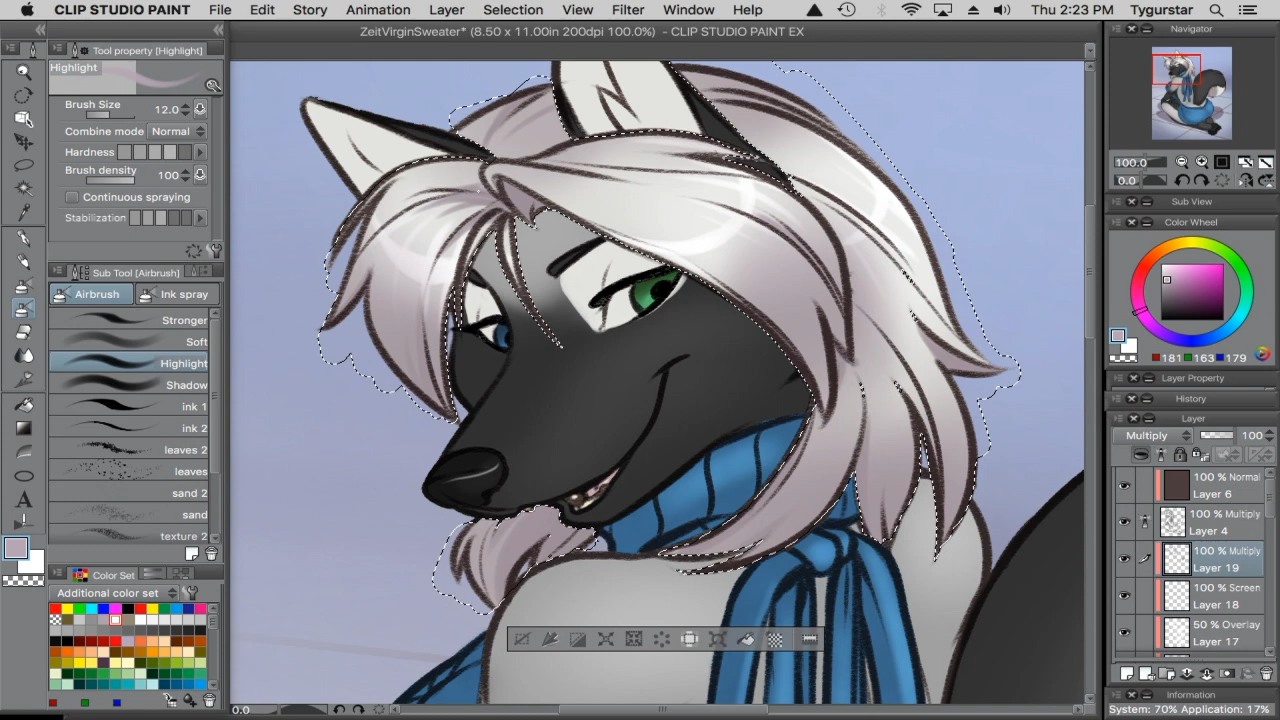 CLIP STUDIO PAINT File Edit Story Animation Layer Selection View Filter Window Help Thu 2:23 PM Tygurstar
ZeitVirginSweater* (8.50 x 11.00in 200dpi 100.0%) - CLIP STUDIO PAINT EX
Navigator
Tool property [Highlight]
Highlight
Brush Size 12.0
Combine mode Normal
Hardness
Brush density 100
Continuous spraying
Stabilization
Sub Tool [Airbrush]
Airbrush Ink spray
Stronger
Soft
Highlight
Shadow
ink 1
ink 2
leaves 2
leaves
sand 2
sand
texture 2
Color Set
Additional color set
0.0
100.0
0.0
Sub View
Color Wheel
181 163 179
Layer Property
History
Layer
Multiply 100
100 % Normal
Layer 6
100 % Multiply
Layer 4
100 % Multiply
Layer 19
100 % Screen
Layer 18
50 % Overlay
Layer 17
Information
System: 70% Application: 17%